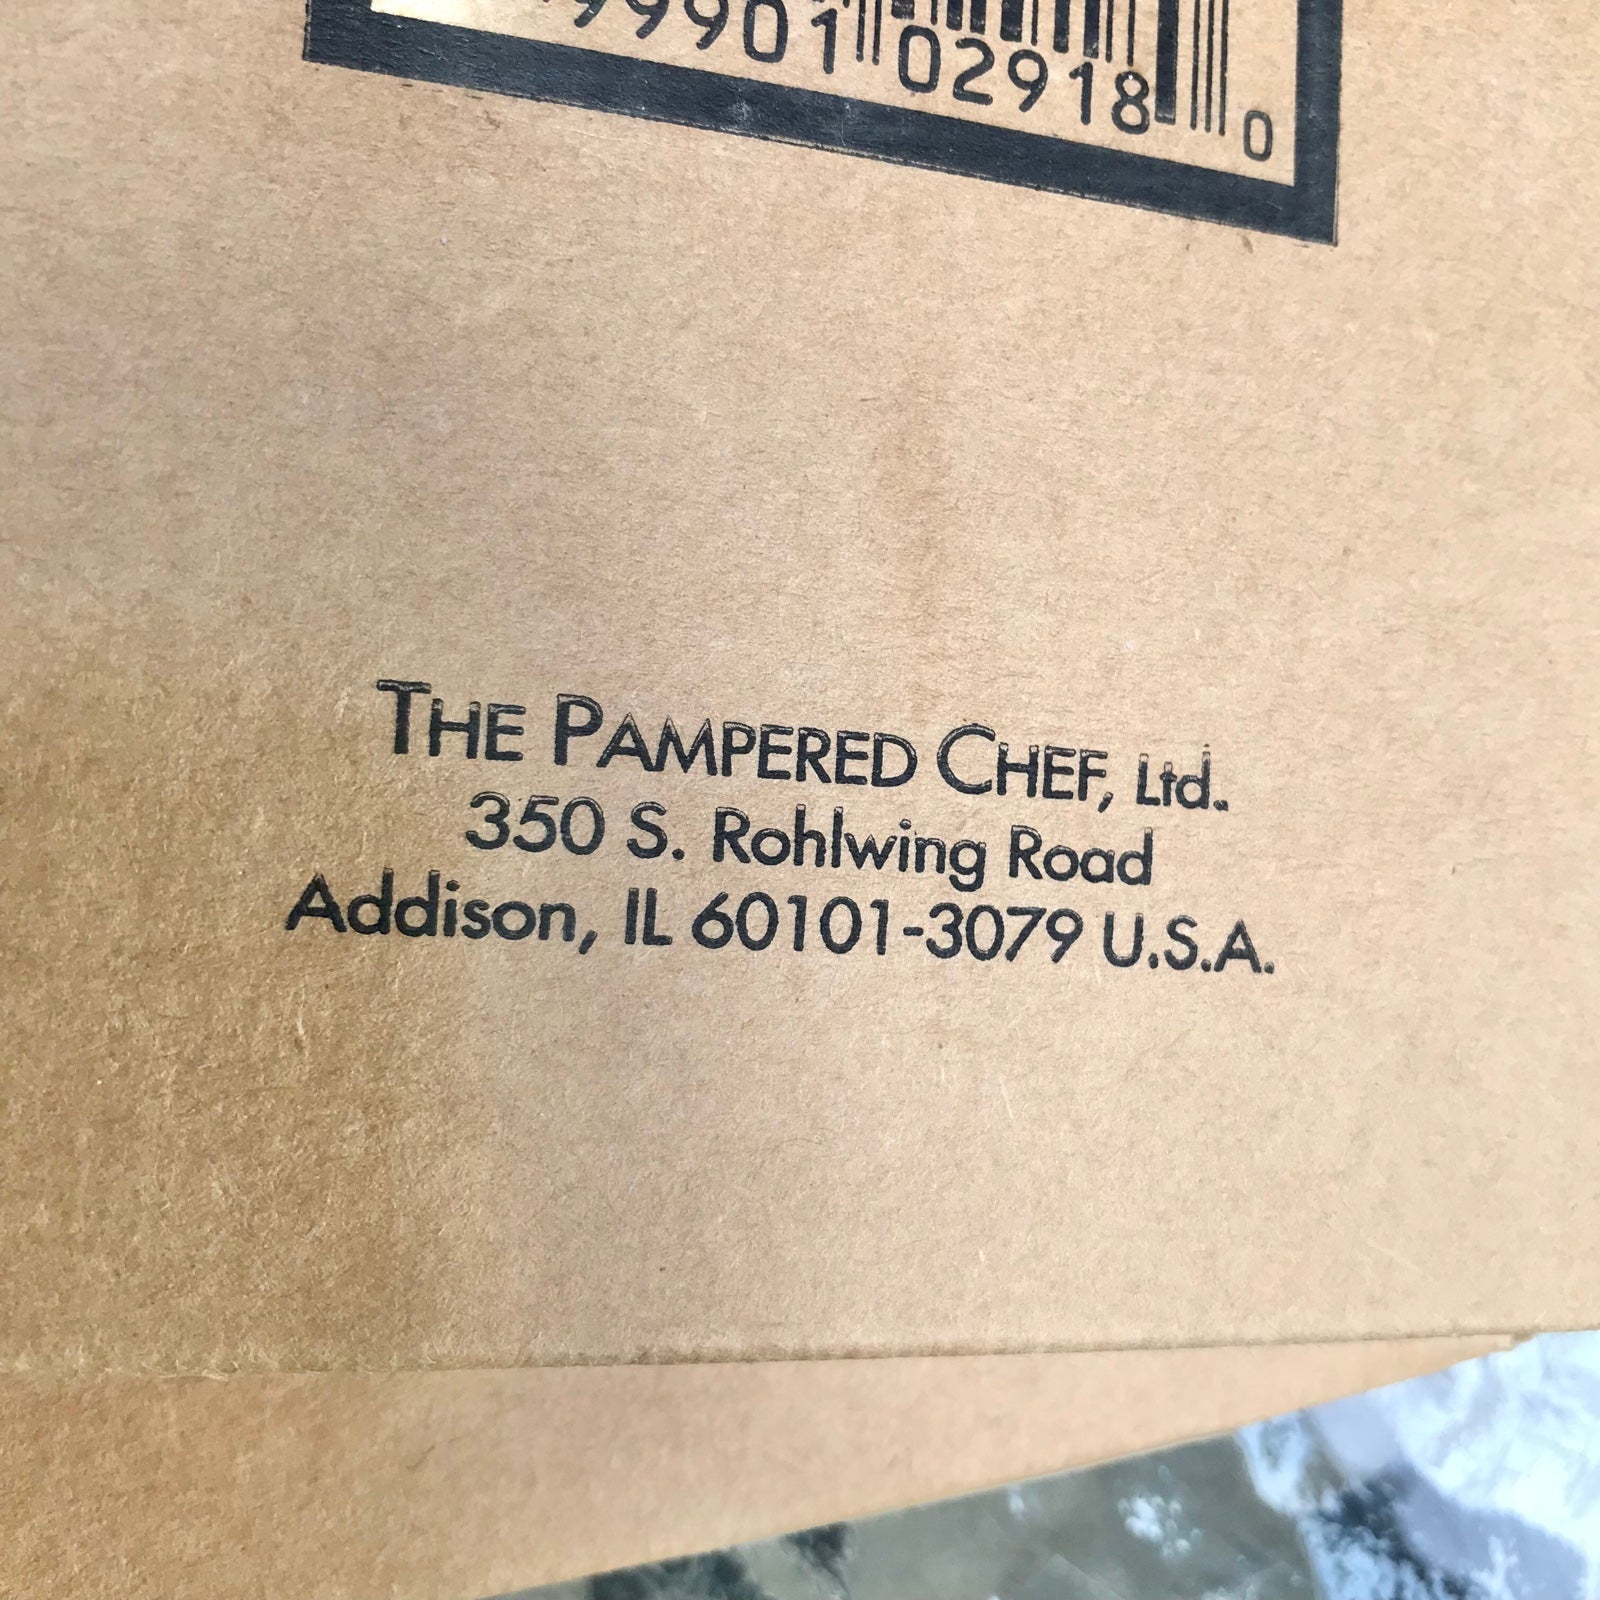 99901 02918 0
THE PAMPERED CHEF, Ltd.
350 S. Rohlwing Road
Addison, IL 60101-3079 U.S.A.